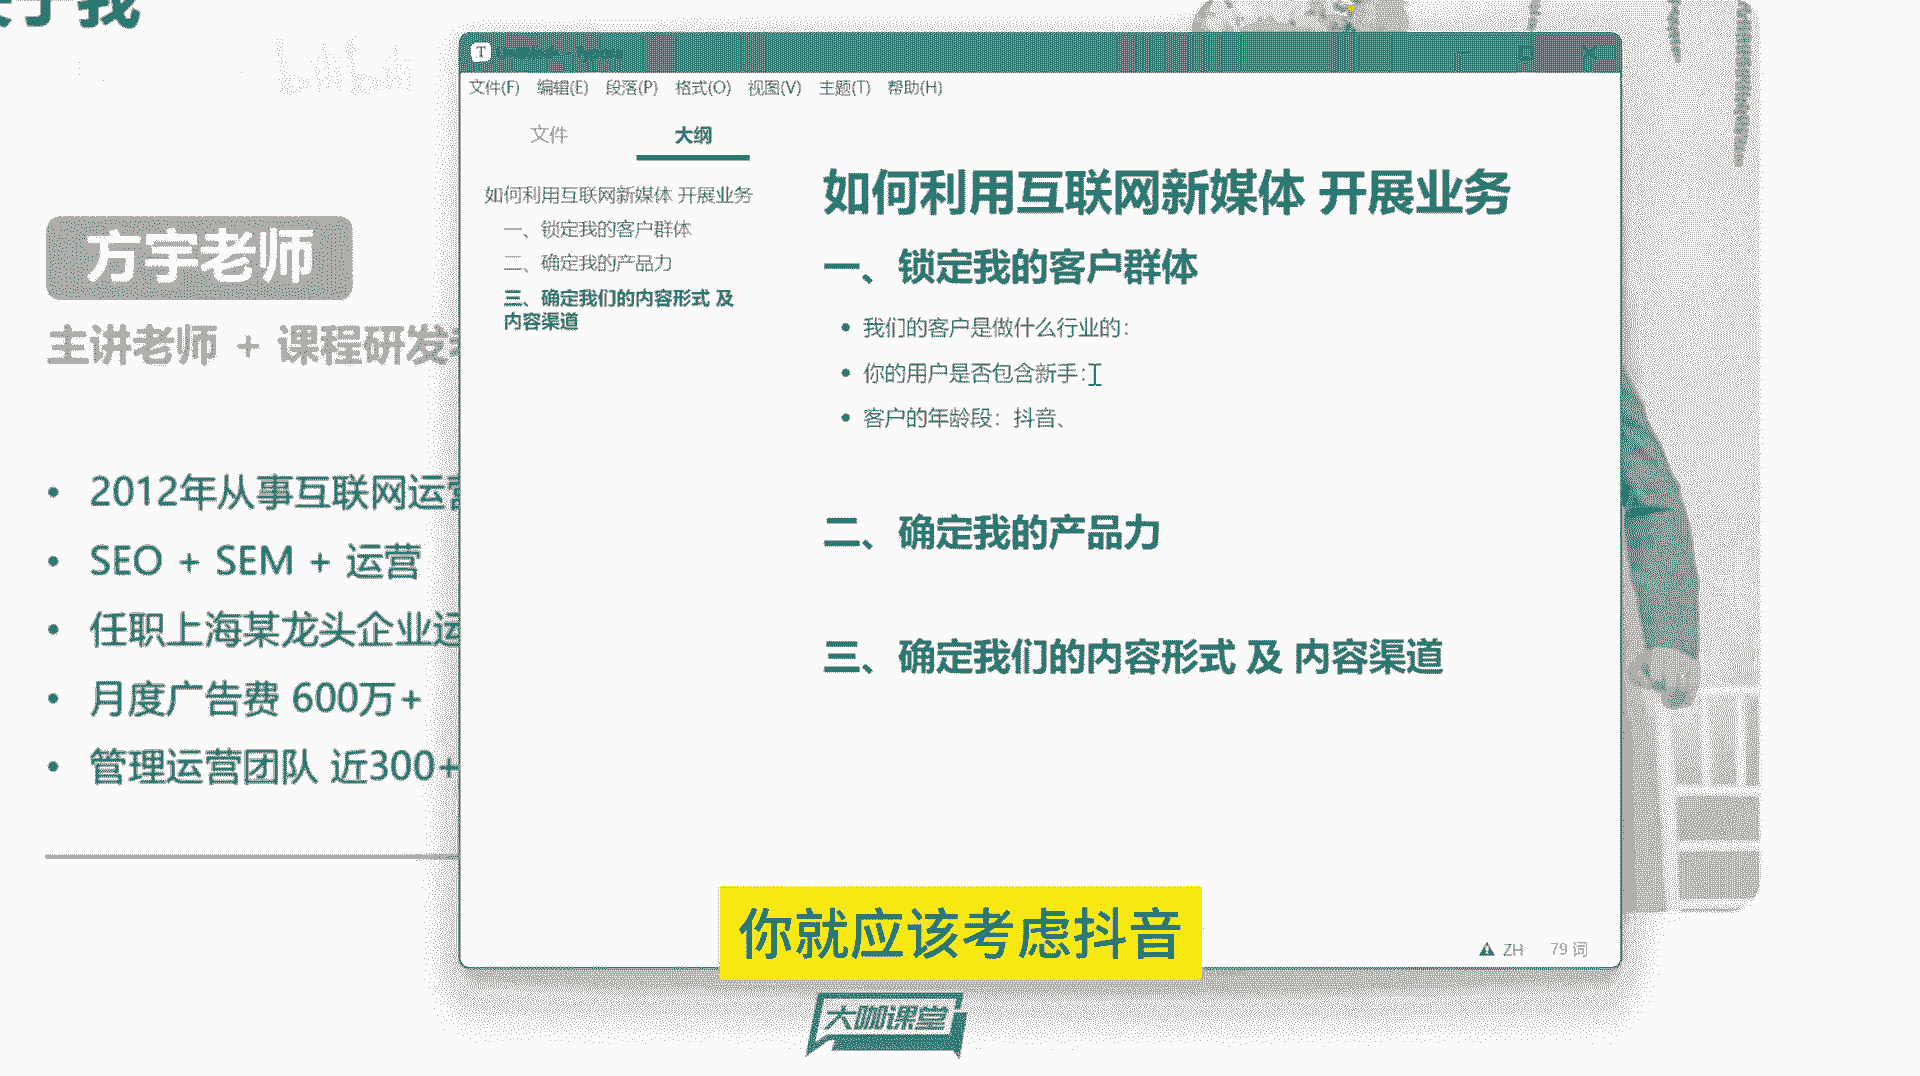 方宇老师
主讲老师 + 课程研发
2012年从事互联网运营
SEO + SEM + 运营
任职上海某龙头企业运
月度广告费 600万+
管理运营团队 近300+
文件(F) 编辑(E) 段落(P) 格式(O) 视图(V) 主题(T) 帮助(H)
文件 大纲
如何利用互联网新媒体 开展业务
一、锁定我的客户群体
二、确定我的产品力
三、确定我们的内容形式 及
内容渠道
如何利用互联网新媒体 开展业务
一、锁定我的客户群体
我们的客户是做什么行业的：
你的用户是否包含新手：
客户的年龄段：抖音、
二、确定我的产品力
三、确定我们的内容形式 及 内容渠道
ZH 79 词
你就应该考虑抖音
大咖课堂
bilibili